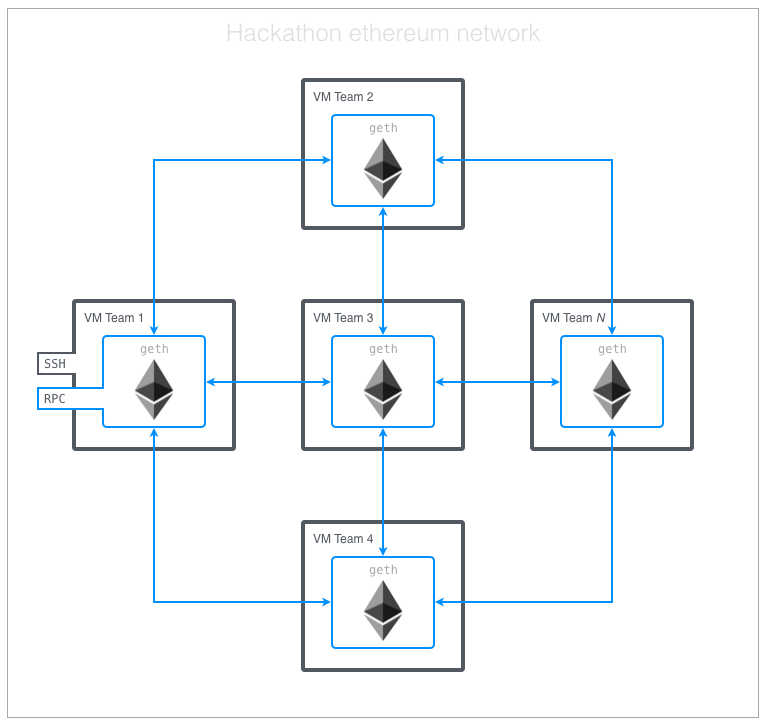 Hackathon ethereum network
VM Team 2
geth
VM Team 1
geth
SSH
RPC
VM Team 3
geth
VM Team N
geth
VM Team 4
geth